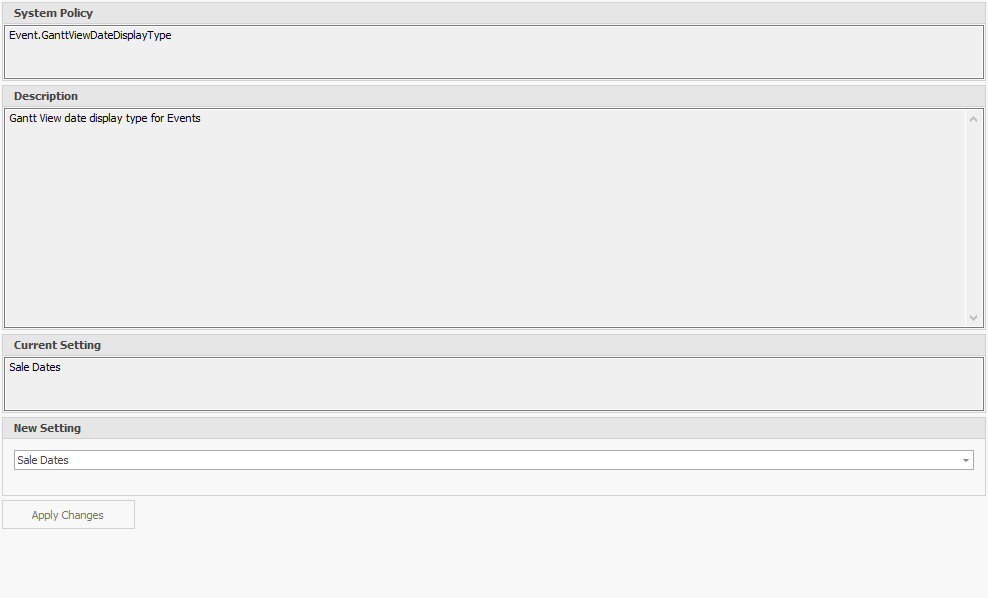 System Policy
Event.GanttViewDateDisplayType
Description
Gantt View date display type for Events
Current Setting
Sale Dates
New Setting
Sale Dates
Apply Changes